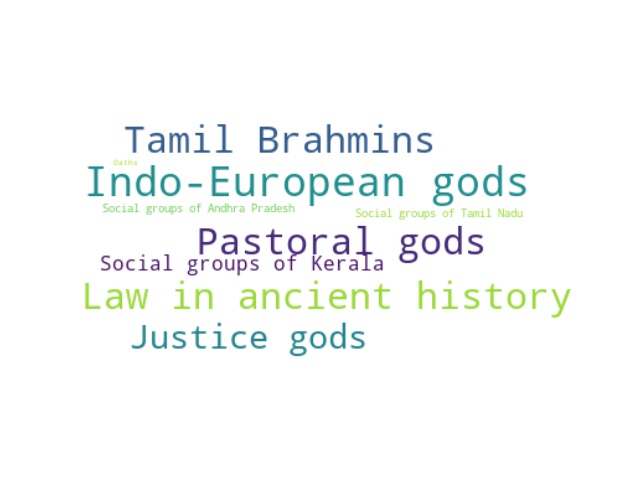 Tamil Brahmins
Oaths
Indo-European gods
Social groups of Andhra Pradesh
Social groups of Tamil Nadu
Pastoral gods
Social groups of Kerala
Law in ancient history
Justice gods